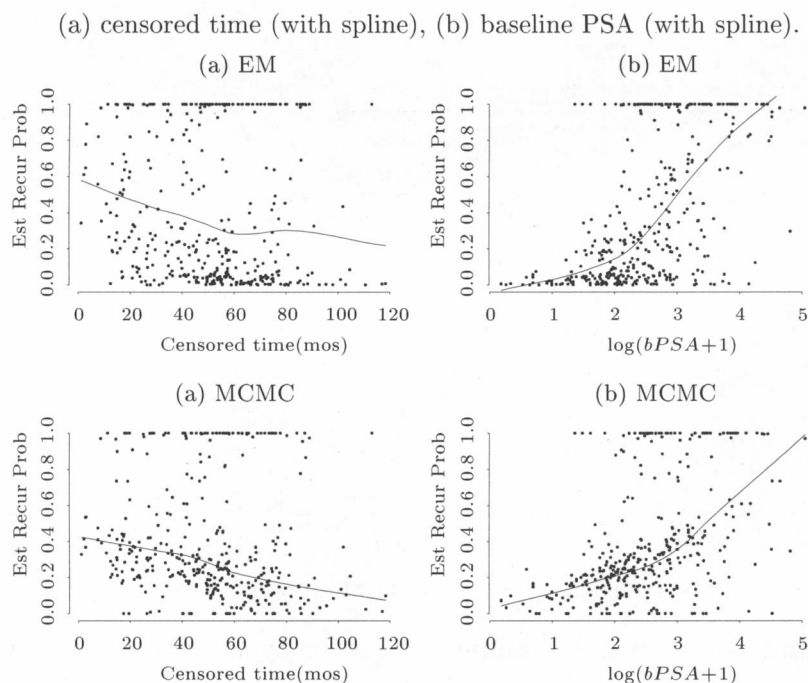 (a) censored time (with spline), (b) baseline PSA (with spline).
(a) EM
(b) EM
Est Recur Prob
0.0 0.2 0.4 0.6 0.8 1.0
0 20 40 60 80 100 120
Censored time(mos)
Est Recur Prob
0.0 0.2 0.4 0.6 0.8 1.0
0 1 2 3 4 5
log(bPSA+1)
(a) MCMC
(b) MCMC
Est Recur Prob
0.0 0.2 0.4 0.6 0.8 1.0
0 20 40 60 80 100 120
Censored time(mos)
Est Recur Prob
0.0 0.2 0.4 0.6 0.8 1.0
0 1 2 3 4 5
log(bPSA+1)